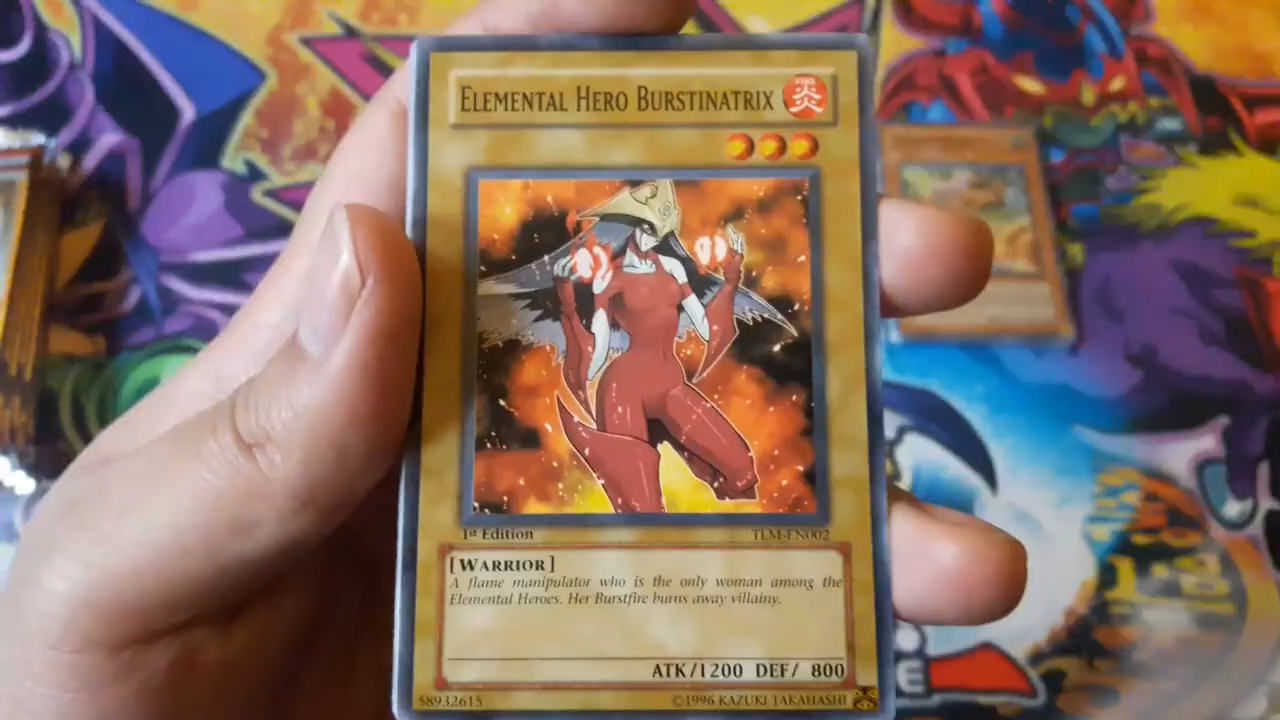 ELEMENTAL HERO BURSTINATRIX
FIRE
炎
1st Edition
TLM-EN002
[WARRIOR]
A flame manipulator who is the only woman among the
Elemental Heroes. Her Burstfire burns away villainy.
ATK/1200 DEF/ 800
58932615
©1996 KAZUKI TAKAHASHI